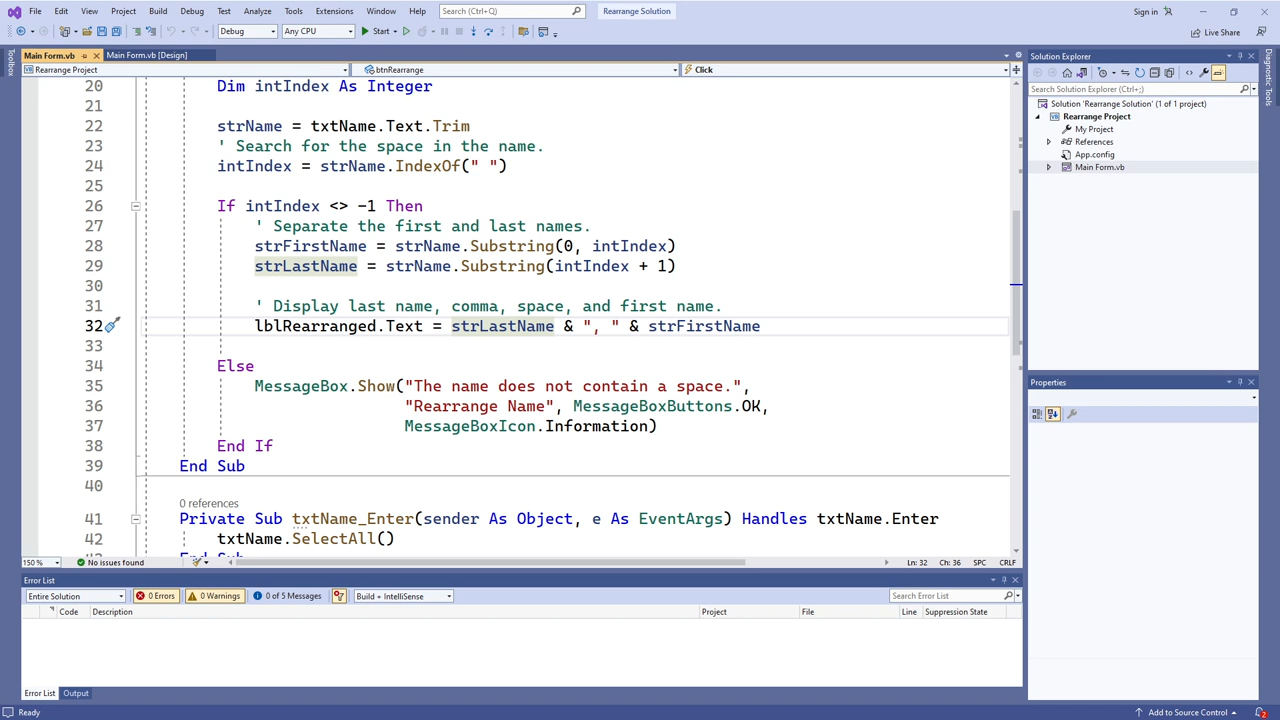 File Edit View Project Build Debug Test Analyze Tools Extensions Window Help Search (Ctrl+Q) Rearrange Solution Sign in
Debug Any CPU Start Live Share
Toolbox
Main Form.vb Main Form.vb [Design]
Rearrange Project btnRearrange Click
20 Dim intIndex As Integer
21
22 strName = txtName.Text.Trim
23 ' Search for the space in the name.
24 intIndex = strName.IndexOf(" ")
25
26 If intIndex <> -1 Then
27 ' Separate the first and last names.
28 strFirstName = strName.Substring(0, intIndex)
29 strLastName = strName.Substring(intIndex + 1)
30
31 ' Display last name, comma, space, and first name.
32 lblRearranged.Text = strLastName & ", " & strFirstName
33
34 Else
35 MessageBox.Show("The name does not contain a space.",
36 "Rearrange Name", MessageBoxButtons.OK,
37 MessageBoxIcon.Information)
38 End If
39 End Sub
40
0 references
41 Private Sub txtName_Enter(sender As Object, e As EventArgs) Handles txtName.Enter
42 txtName.SelectAll()
150 % No issues found Ln: 32 Ch: 36 SPC CRLF
Error List
Entire Solution 0 Errors 0 Warnings 0 of 5 Messages Build + IntelliSense Search Error List
Code Description Project File Line Suppression State
Error List Output
Ready Add to Source Control 2
Solution Explorer
Search Solution Explorer (Ctrl+;)
Solution 'Rearrange Solution' (1 of 1 project)
VB Rearrange Project
My Project
References
App.config
Main Form.vb
Properties
Diagnostic Tools